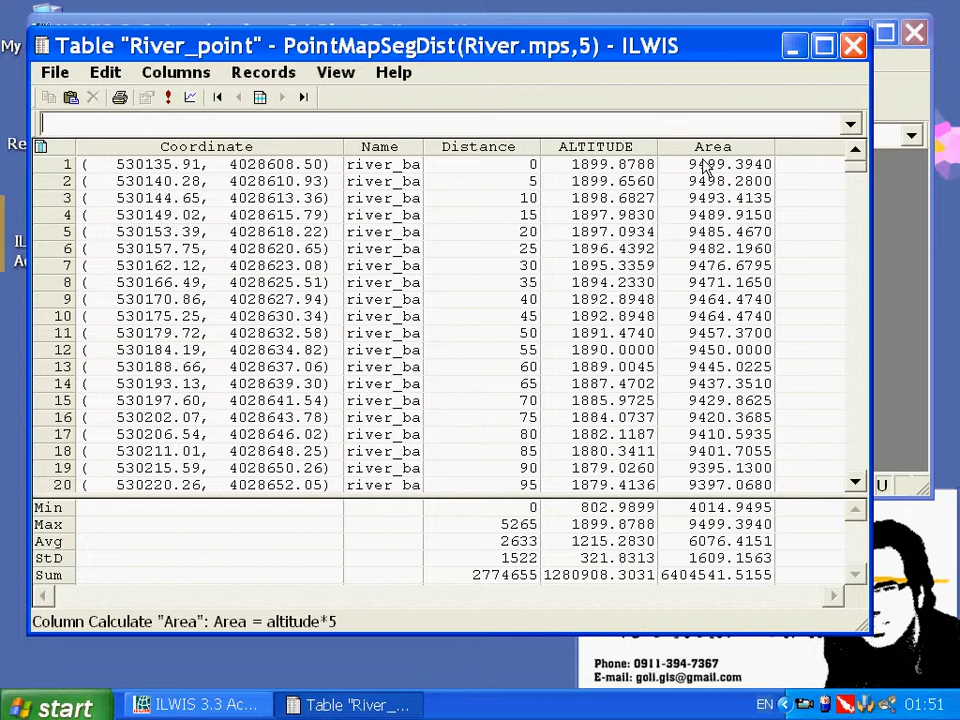 My
Table "River_point" - PointMapSegDist(River.mps,5) - ILWIS
File Edit Columns Records View Help
Coordinate Name Distance ALTITUDE Area
1 ( 530135.91, 4028608.50) river_ba 0 1899.8788 9499.3940
2 ( 530140.28, 4028610.93) river_ba 5 1899.6560 9498.2800
3 ( 530144.65, 4028613.36) river_ba 10 1898.6827 9493.4135
4 ( 530149.02, 4028615.79) river_ba 15 1897.9830 9489.9150
5 ( 530153.39, 4028618.22) river_ba 20 1897.0934 9485.4670
6 ( 530157.75, 4028620.65) river_ba 25 1896.4392 9482.1960
7 ( 530162.12, 4028623.08) river_ba 30 1895.3359 9476.6795
8 ( 530166.49, 4028625.51) river_ba 35 1894.2330 9471.1650
9 ( 530170.86, 4028627.94) river_ba 40 1892.8948 9464.4740
10 ( 530175.25, 4028630.34) river_ba 45 1892.8948 9464.4740
11 ( 530179.72, 4028632.58) river_ba 50 1891.4740 9457.3700
12 ( 530184.19, 4028634.82) river_ba 55 1890.0000 9450.0000
13 ( 530188.66, 4028637.06) river_ba 60 1889.0045 9445.0225
14 ( 530193.13, 4028639.30) river_ba 65 1887.4702 9437.3510
15 ( 530197.60, 4028641.54) river_ba 70 1885.9725 9429.8625
16 ( 530202.07, 4028643.78) river_ba 75 1884.0737 9420.3685
17 ( 530206.54, 4028646.02) river_ba 80 1882.1187 9410.5935
18 ( 530211.01, 4028648.25) river_ba 85 1880.3411 9401.7055
19 ( 530215.59, 4028650.26) river_ba 90 1879.0260 9395.1300
20 ( 530220.26, 4028652.05) river_ba 95 1879.4136 9397.0680
Min 0 802.9899 4014.9495
Max 5265 1899.8788 9499.3940
Avg 2633 1215.2830 6076.4151
StD 1522 321.8313 1609.1563
Sum 2774655 1280908.3031 6404541.5155
Column Calculate "Area": Area = altitude*5
Phone: 0911-394-7367
E-mail: goli.gis@gmail.com
start ILWIS 3.3 Ac... Table "River_... EN 01:51